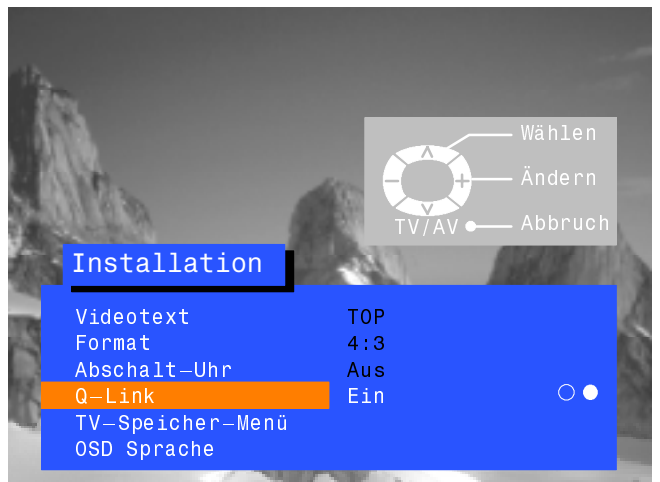 Wählen
Ändern
TV/AV Abbruch
Installation
Videotext TOP
Format 4:3
Abschalt-Uhr Aus
Q-Link Ein
TV-Speicher-Menü
OSD Sprache